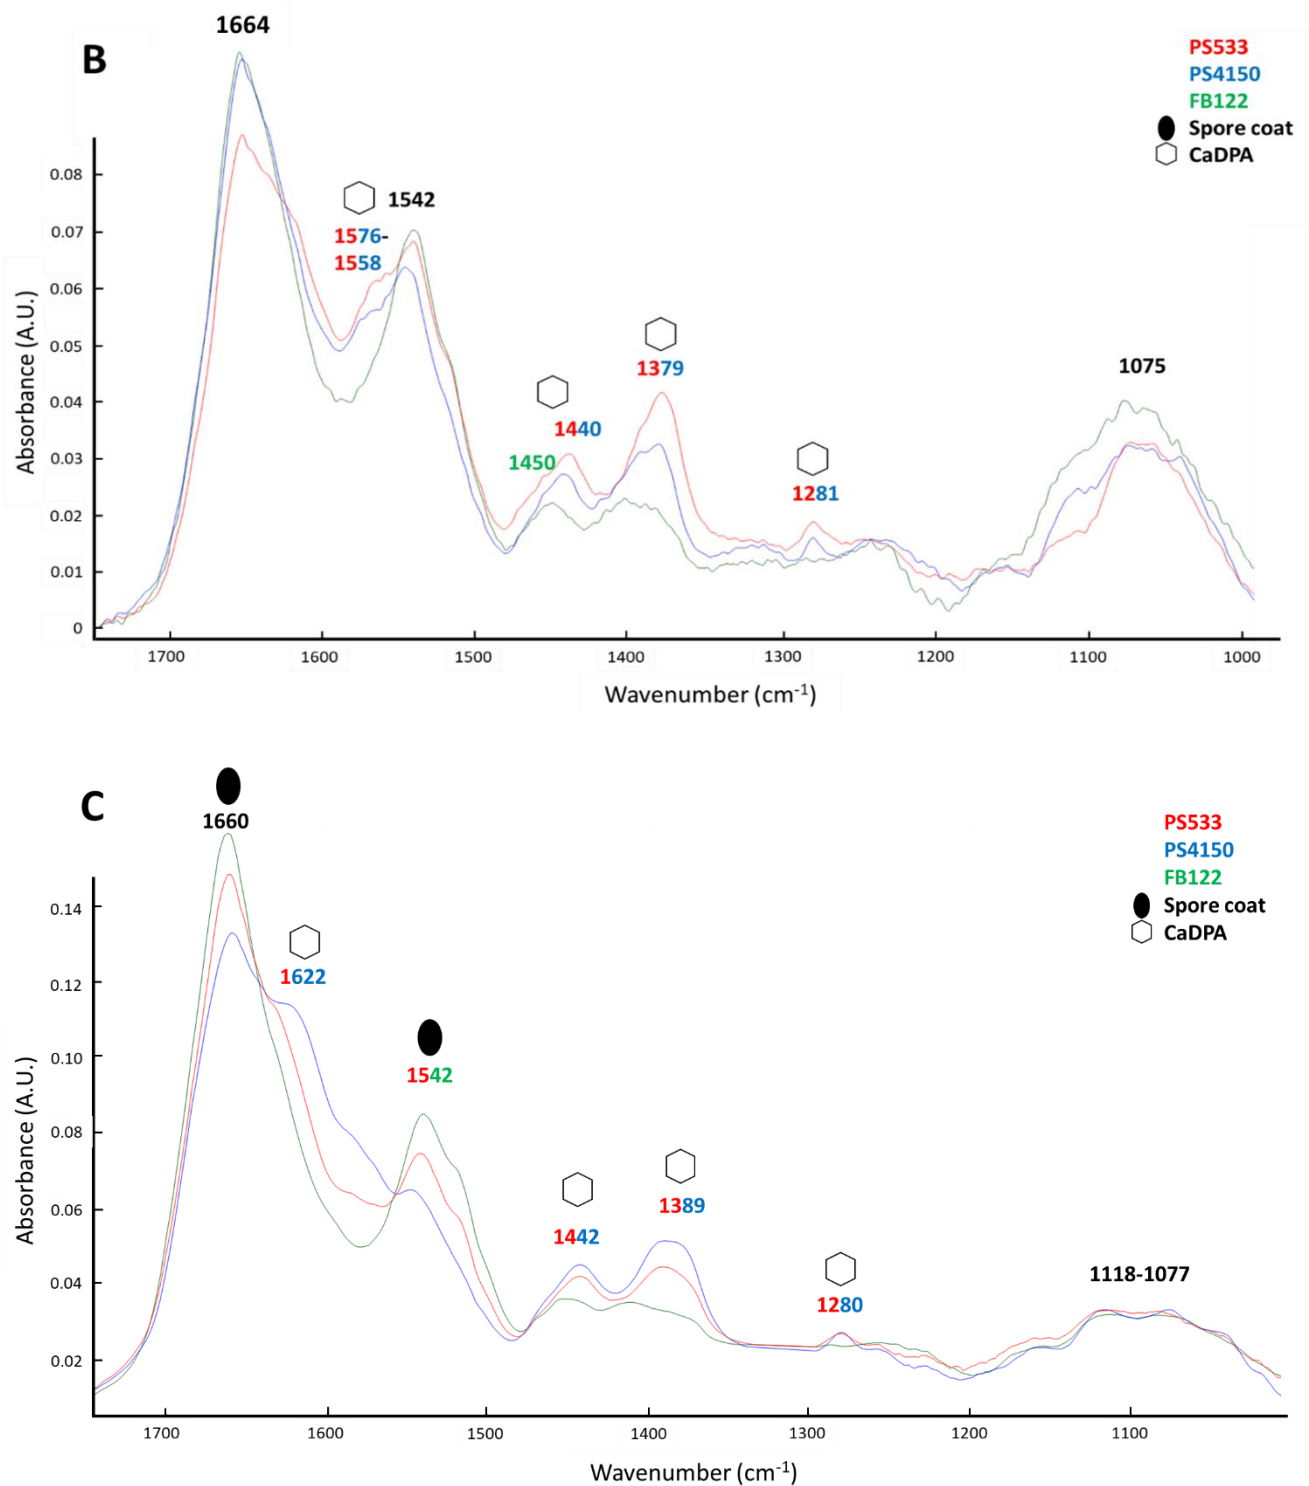 B
1664
PS533
PS4150
FB122
Spore coat
CaDPA
1576-
1558
1542
1450
1440
1379
1281
1075
0.08
0.07
0.06
0.05
0.04
0.03
0.02
0.01
0
Absorbance (A.U.)
1700 1600 1500 1400 1300 1200 1100 1000
Wavenumber (cm⁻¹)
C
1660
PS533
PS4150
FB122
Spore coat
CaDPA
1622
1542
1442
1389
1280
1118-1077
0.14
0.12
0.10
0.08
0.06
0.04
0.02
Absorbance (A.U.)
1700 1600 1500 1400 1300 1200 1100
Wavenumber (cm⁻¹)